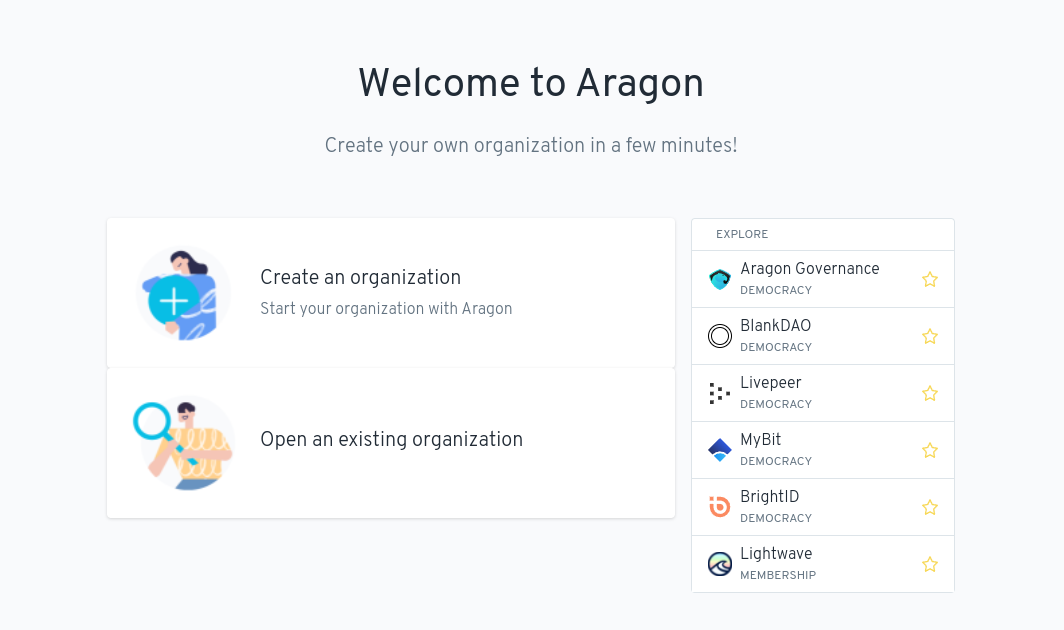 Welcome to Aragon
Create your own organization in a few minutes!
Create an organization
Start your organization with Aragon
Open an existing organization
EXPLORE
Aragon Governance
DEMOCRACY
BlankDAO
DEMOCRACY
Livepeer
DEMOCRACY
MyBit
DEMOCRACY
BrightID
DEMOCRACY
Lightwave
MEMBERSHIP